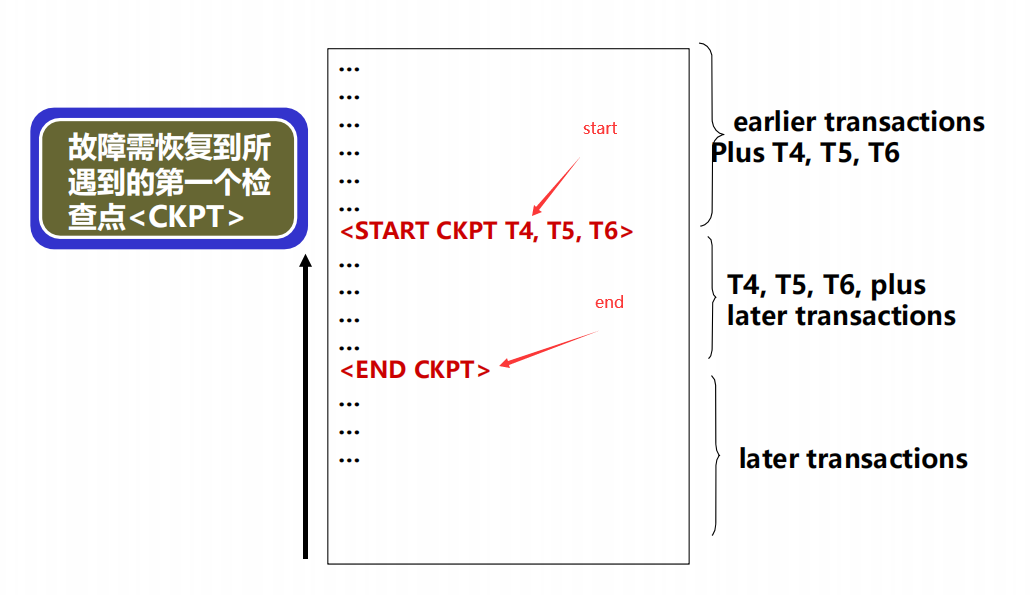 故障需恢复到所
遇到的第一个检
查点<CKPT>
...
...
...
...
...
...
start
<START CKPT T4, T5, T6>
...
...
...
...
end
<END CKPT>
...
...
...
earlier transactions
Plus T4, T5, T6
T4, T5, T6, plus
later transactions
later transactions